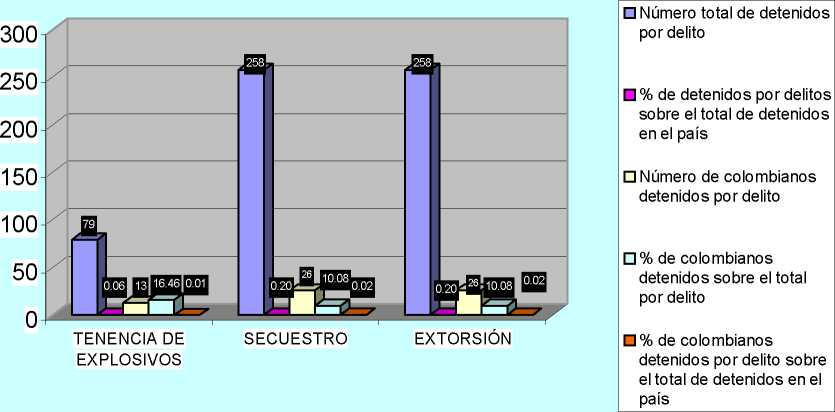 300
250
200
150
100
50
0
79
0.06
13
16.46
0.01
258
0.20
26
10.08
0.02
258
0.20
26
10.08
0.02
TENENCIA DE
EXPLOSIVOS
SECUESTRO
EXTORSIÓN
Número total de detenidos
por delito
% de detenidos por delitos
sobre el total de detenidos
en el país
Número de colombianos
detenidos por delito
% de colombianos
detenidos sobre el total
por delito
% de colombianos
detenidos por delito sobre
el total de detenidos en el
país